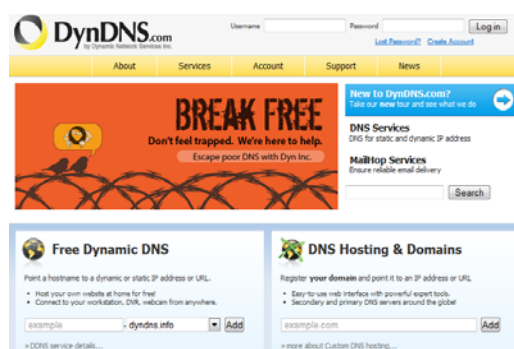 DynDNS.com
by Dynamic Network Services Inc.
Username Password Log in
Lost Password? Create Account
About Services Account Support News
BREAK FREE
Don't feel trapped. We're here to help.
Escape poor DNS with Dyn Inc.
New to DynDNS.com?
Take our new tour and see what we do
DNS Services
DNS for static and dynamic IP address
MailHop Services
Ensure reliable email delivery
Search
Free Dynamic DNS
Point a hostname to a dynamic or static IP address or URL.
• Host your own website at home for free!
• Connect to your workstation, DVR, webcam from anywhere.
example . dyndns.info Add
» DDNS service details...
DNS Hosting & Domains
Register your domain and point it to an IP address or URL
• Easy-to-use web interface with powerful expert tools.
• Secondary and primary DNS servers around the globe!
example.com Add
» more about Custom DNS hosting...